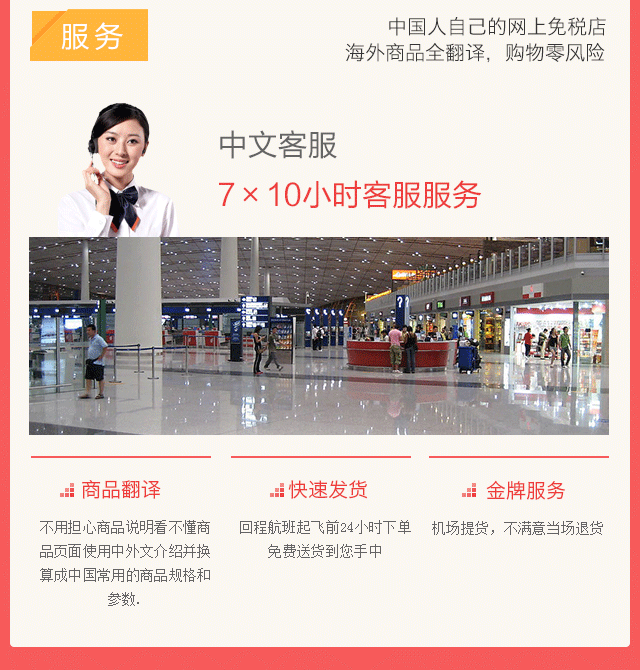 服务
中国人自己的网上免税店
海外商品全翻译，购物零风险
中文客服
7×10小时客服服务
商品翻译
不用担心商品说明看不懂商
品页面使用中外文介绍并换
算成中国常用的商品规格和
参数.
快速发货
回程航班起飞前24小时下单
免费送货到您手中
金牌服务
机场提货，不满意当场退货